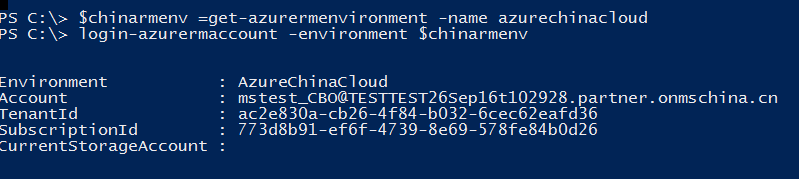 PS C:\> $chinarmenv =get-azurermenvironment -name azurechinacloud
PS C:\> login-azurermaccount -environment $chinarmenv
Environment           : AzureChinaCloud
Account               : mstest_CBO@TESTTEST26Sep16t102928.partner.onmschina.cn
TenantId              : ac2e830a-cb26-4f84-b032-6cec62eafd36
SubscriptionId        : 773d8b91-ef6f-4739-8e69-578fe84b0d26
CurrentStorageAccount :